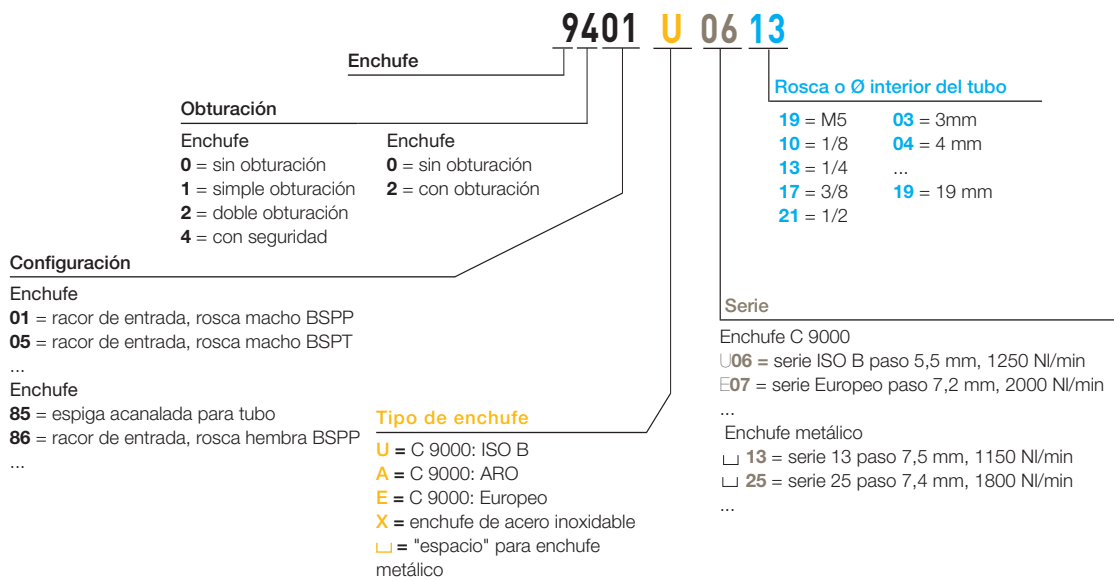 9401 U 06 13
Enchufe
Obturación
Enchufe
0 = sin obturación
1 = simple obturación
2 = doble obturación
4 = con seguridad
Enchufe
0 = sin obturación
2 = con obturación
Configuración
Enchufe
01 = racor de entrada, rosca macho BSPP
05 = racor de entrada, rosca macho BSPT
...
Enchufe
85 = espiga acanalada para tubo
86 = racor de entrada, rosca hembra BSPP
...
Tipo de enchufe
U = C 9000: ISO B
A = C 9000: ARO
E = C 9000: Europeo
X = enchufe de acero inoxidable
⌴ = "espacio" para enchufe
metálico
Rosca o Ø interior del tubo
19 = M5
10 = 1/8
13 = 1/4
17 = 3/8
21 = 1/2
03 = 3mm
04 = 4 mm
...
19 = 19 mm
Serie
Enchufe C 9000
U06 = serie ISO B paso 5,5 mm, 1250 Nl/min
E07 = serie Europeo paso 7,2 mm, 2000 Nl/min
...
Enchufe metálico
⌴ 13 = serie 13 paso 7,5 mm, 1150 Nl/min
⌴ 25 = serie 25 paso 7,4 mm, 1800 Nl/min
...